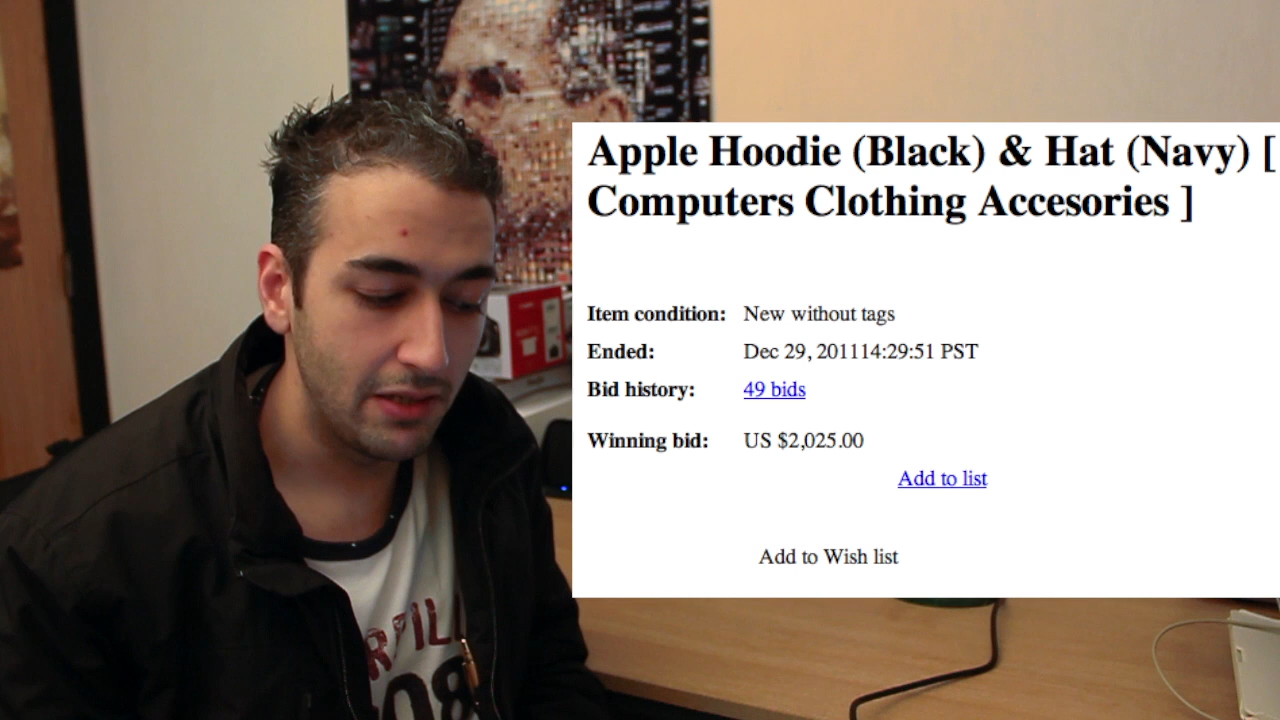 Apple Hoodie (Black) & Hat (Navy) [
Computers Clothing Accesories ]
Item condition: New without tags
Ended: Dec 29, 201114:29:51 PST
Bid history: 49 bids
Winning bid: US $2,025.00
Add to list
Add to Wish list
08